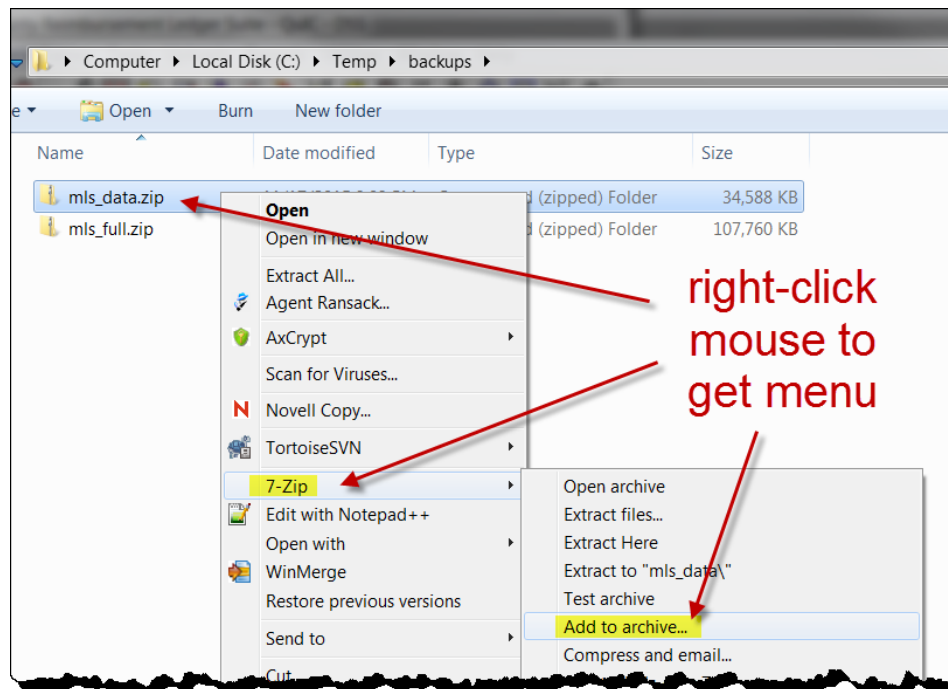 Computer Local Disk (C:) Temp backups
Open Burn New folder
Name Date modified Type Size
mls_data.zip (zipped) Folder 34,588 KB
mls_full.zip (zipped) Folder 107,760 KB
Open
Open in new window
Extract All...
Agent Ransack...
AxCrypt
Scan for Viruses...
Novell Copy...
TortoiseSVN
7-Zip
Edit with Notepad++
Open with
WinMerge
Restore previous versions
Send to
Cut
right-click
mouse to
get menu
Open archive
Extract files...
Extract Here
Extract to "mls_data\"
Test archive
Add to archive...
Compress and email...